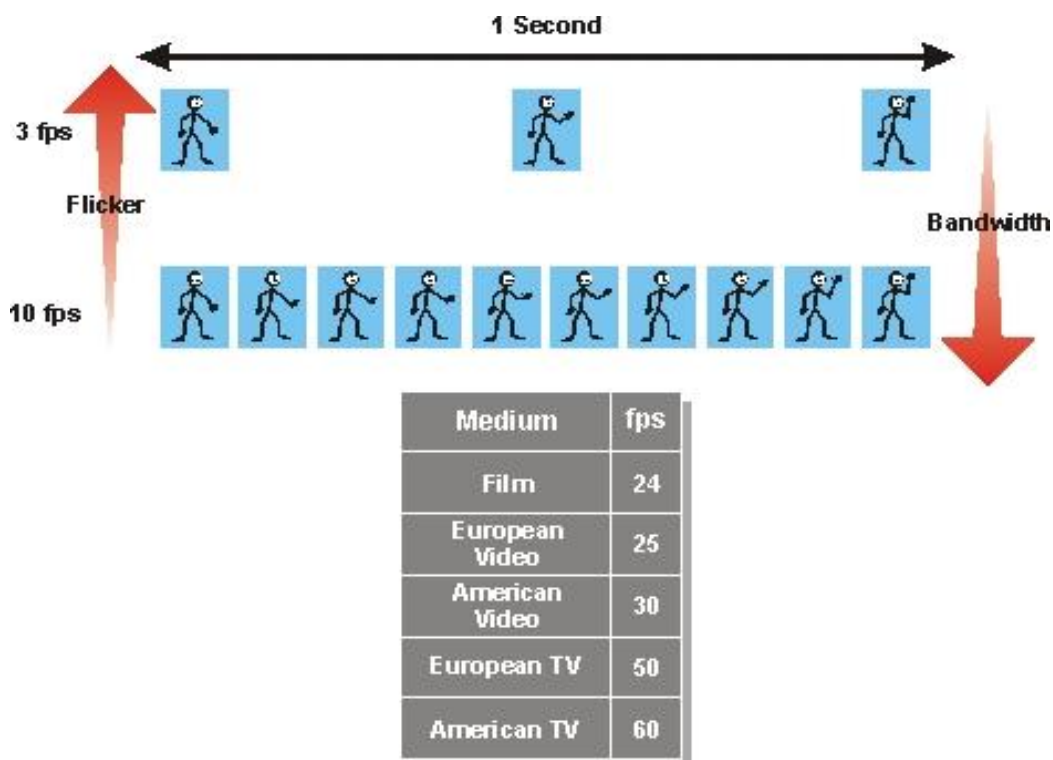 1 Second
3 fps
Flicker
Bandwidth
10 fps
Medium fps
Film 24
European
Video 25
American
Video 30
European TV 50
American TV 60